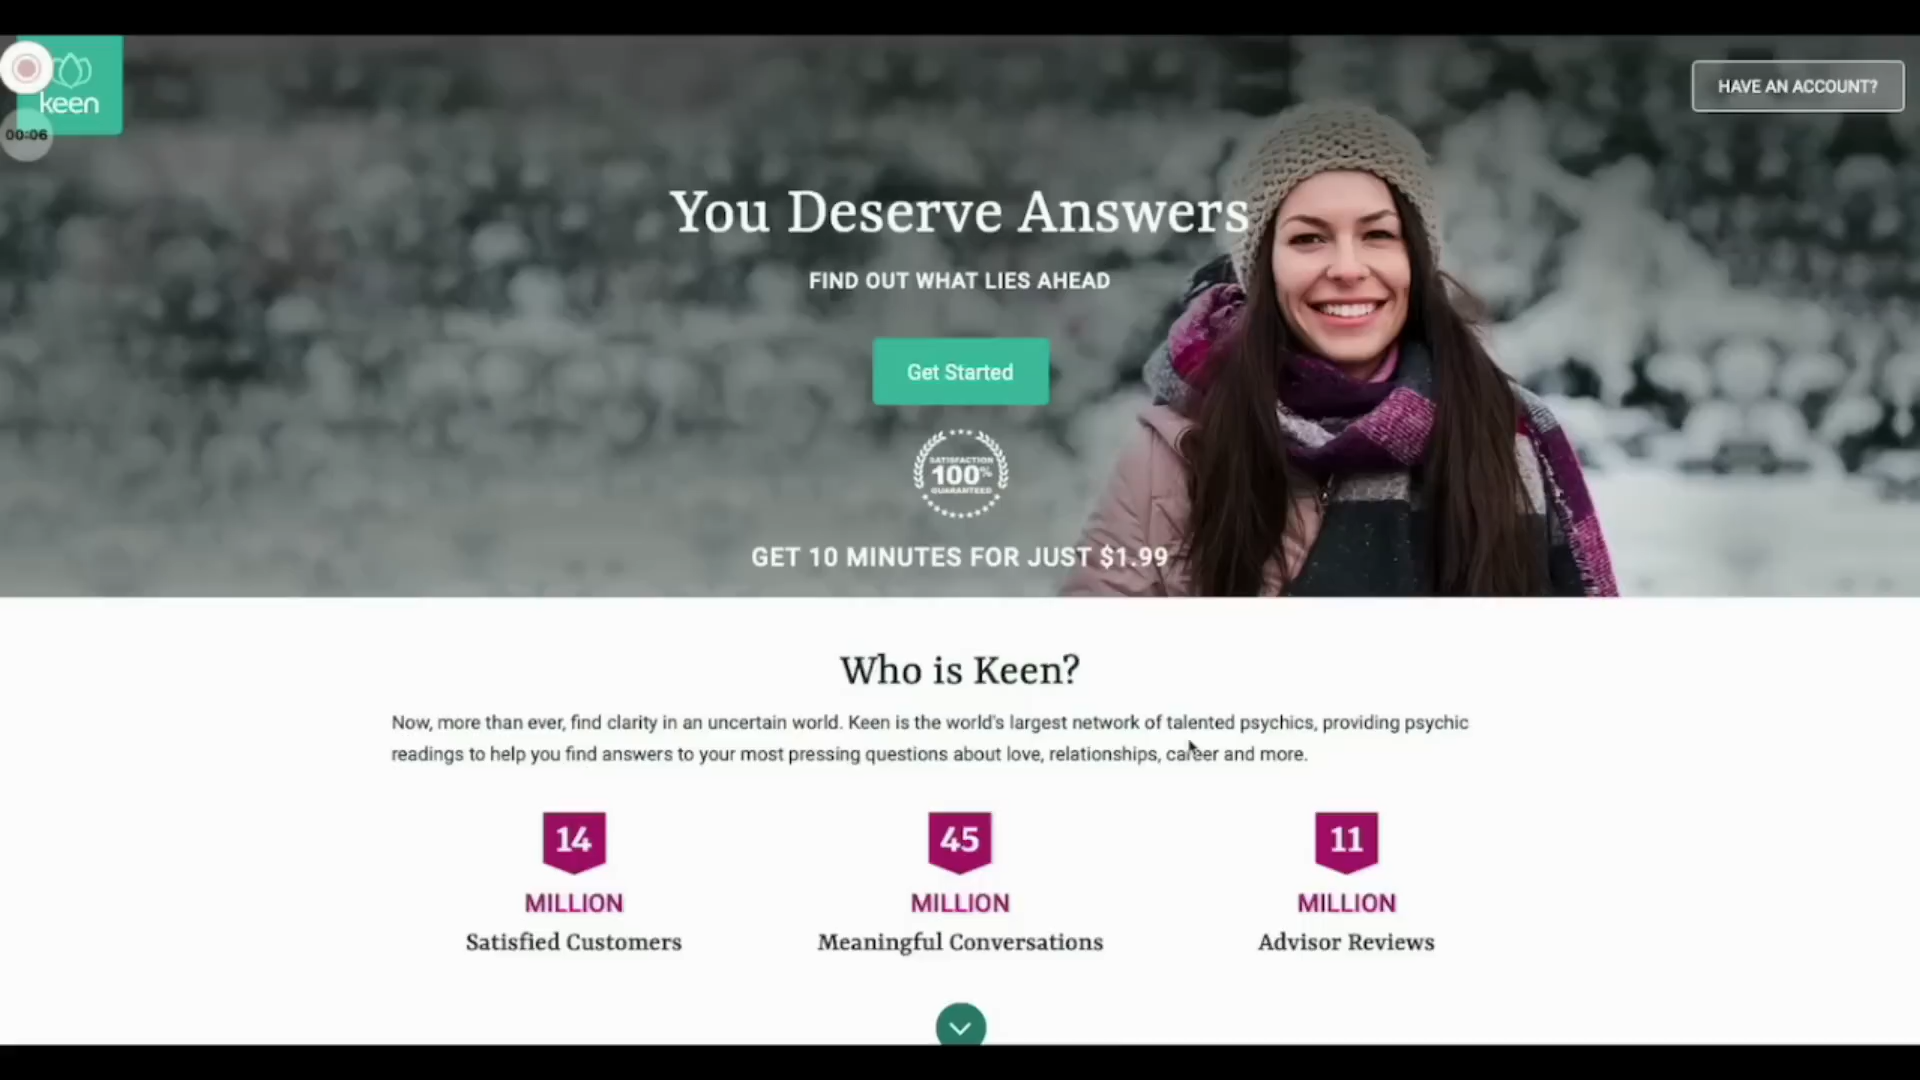 keen
00:06
HAVE AN ACCOUNT?
You Deserve Answers
FIND OUT WHAT LIES AHEAD
Get Started
SATISFACTION
100%
GUARANTEED
GET 10 MINUTES FOR JUST $1.99
Who is Keen?
Now, more than ever, find clarity in an uncertain world. Keen is the world's largest network of talented psychics, providing psychic
readings to help you find answers to your most pressing questions about love, relationships, career and more.
14
MILLION
Satisfied Customers
45
MILLION
Meaningful Conversations
11
MILLION
Advisor Reviews